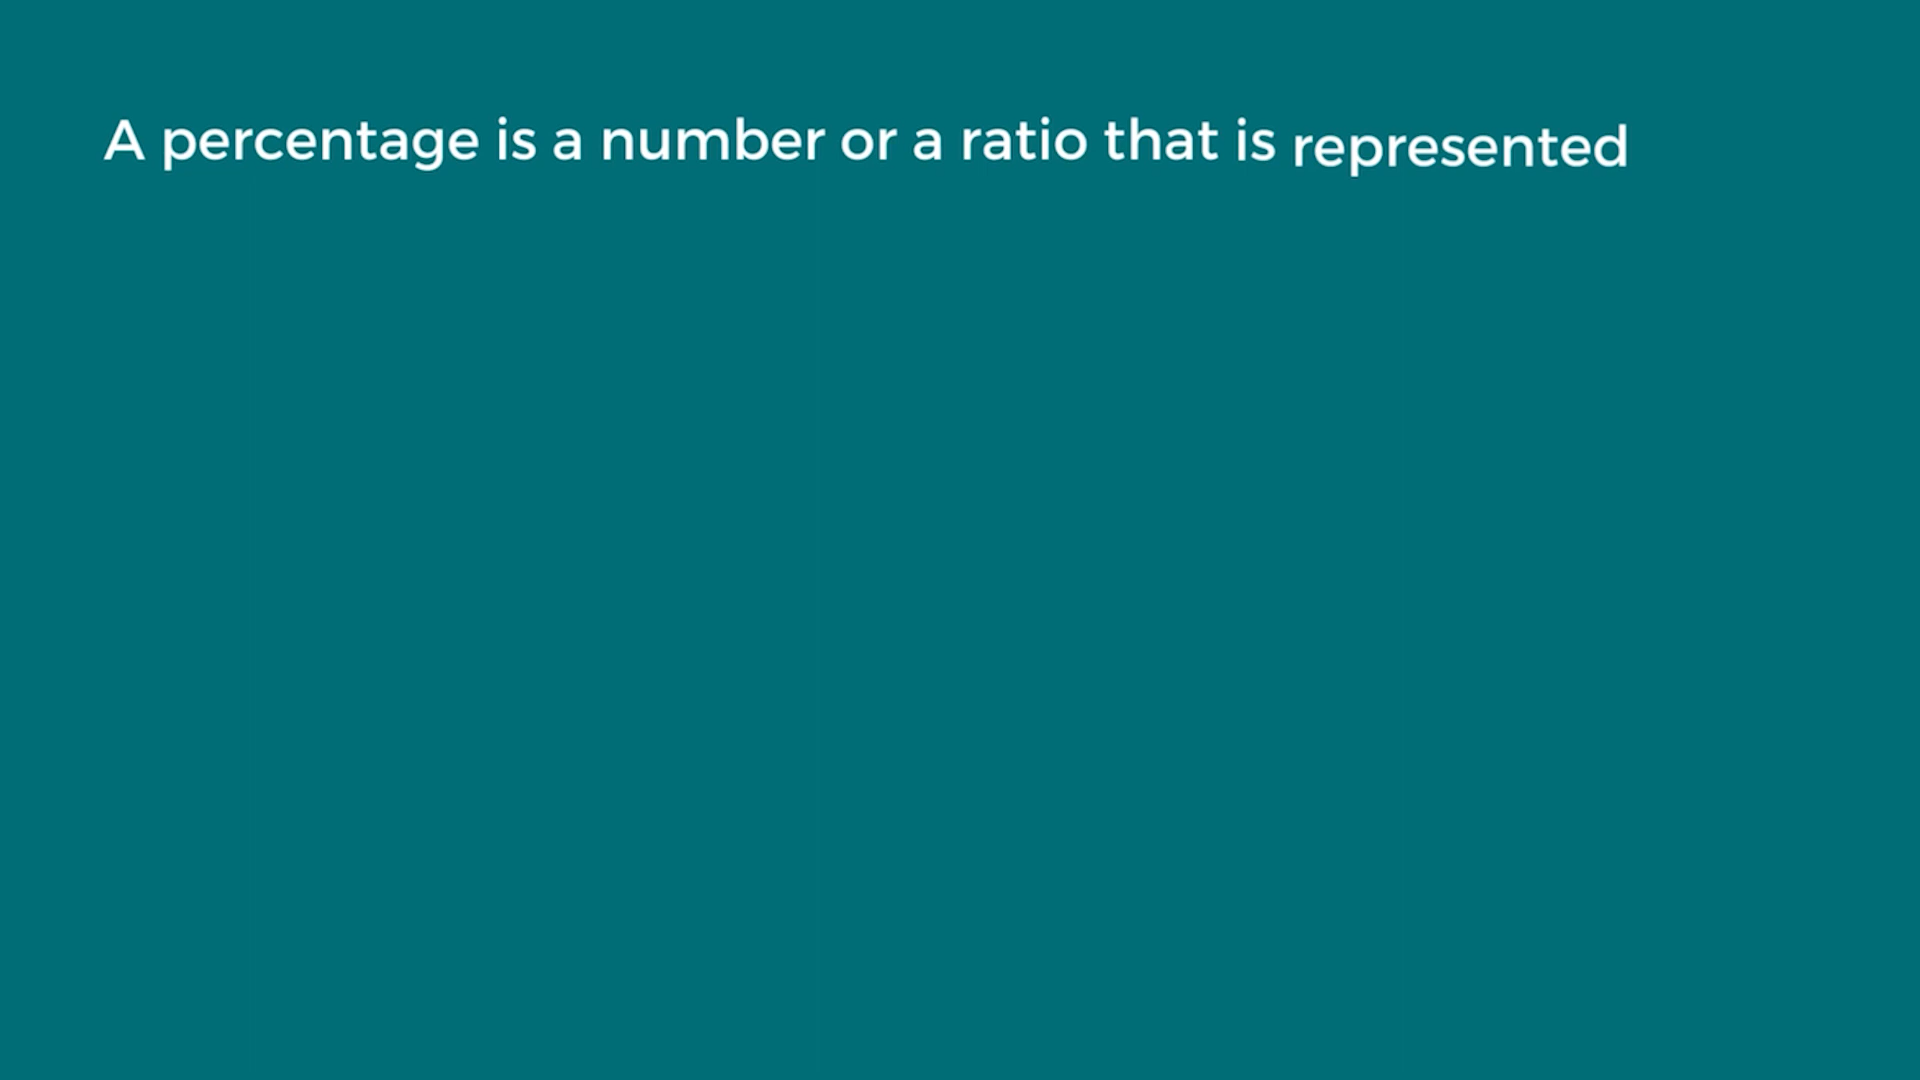 A percentage is a number or a ratio that is represented